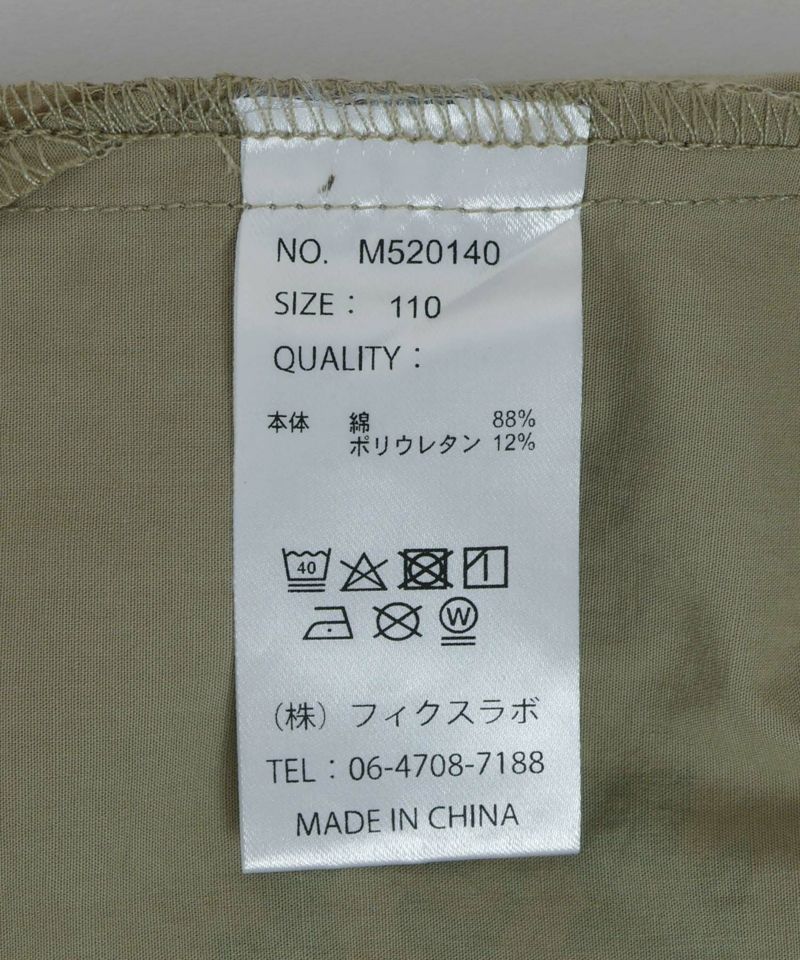 NO. M520140
SIZE： 110
QUALITY：
本体 綿 88%
ポリウレタン 12%
40
W
（株）フィクスラボ
TEL：06-4708-7188
MADE IN CHINA